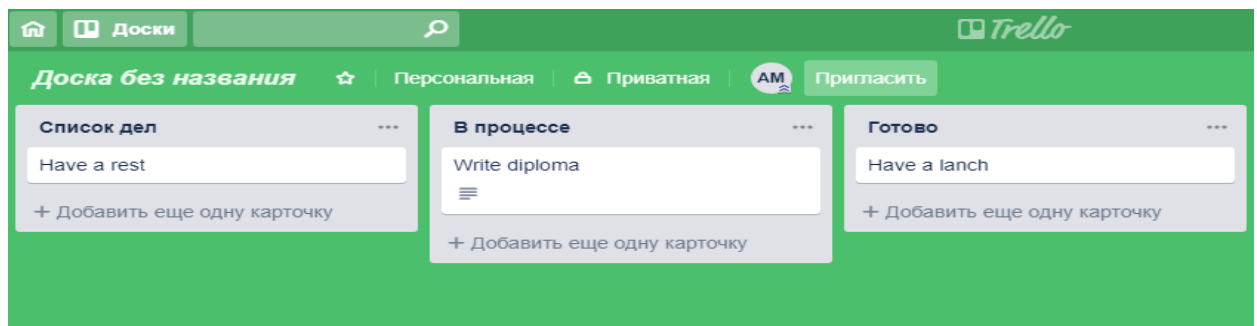 Доски
Trello
Доска без названия Персональная Приватная AM Пригласить
Список дел
Have a rest
+ Добавить еще одну карточку
В процессе
Write diploma
+ Добавить еще одну карточку
Готово
Have a lanch
+ Добавить еще одну карточку